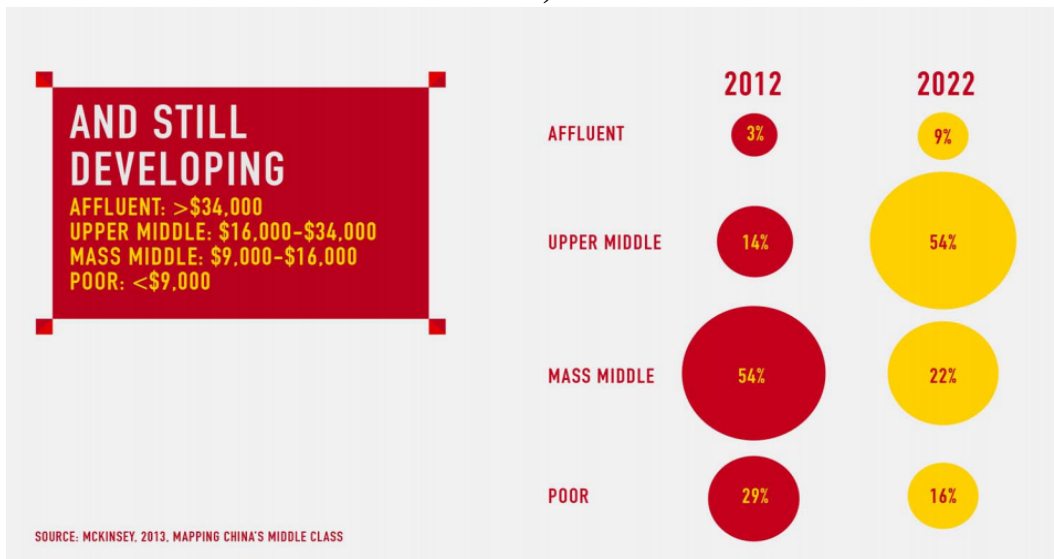 AND STILL
DEVELOPING
AFFLUENT: >$34,000
UPPER MIDDLE: $16,000-$34,000
MASS MIDDLE: $9,000-$16,000
POOR: <$9,000
2012 2022
AFFLUENT 3% 9%
UPPER MIDDLE 14% 54%
MASS MIDDLE 54% 22%
POOR 29% 16%
SOURCE: MCKINSEY, 2013, MAPPING CHINA'S MIDDLE CLASS